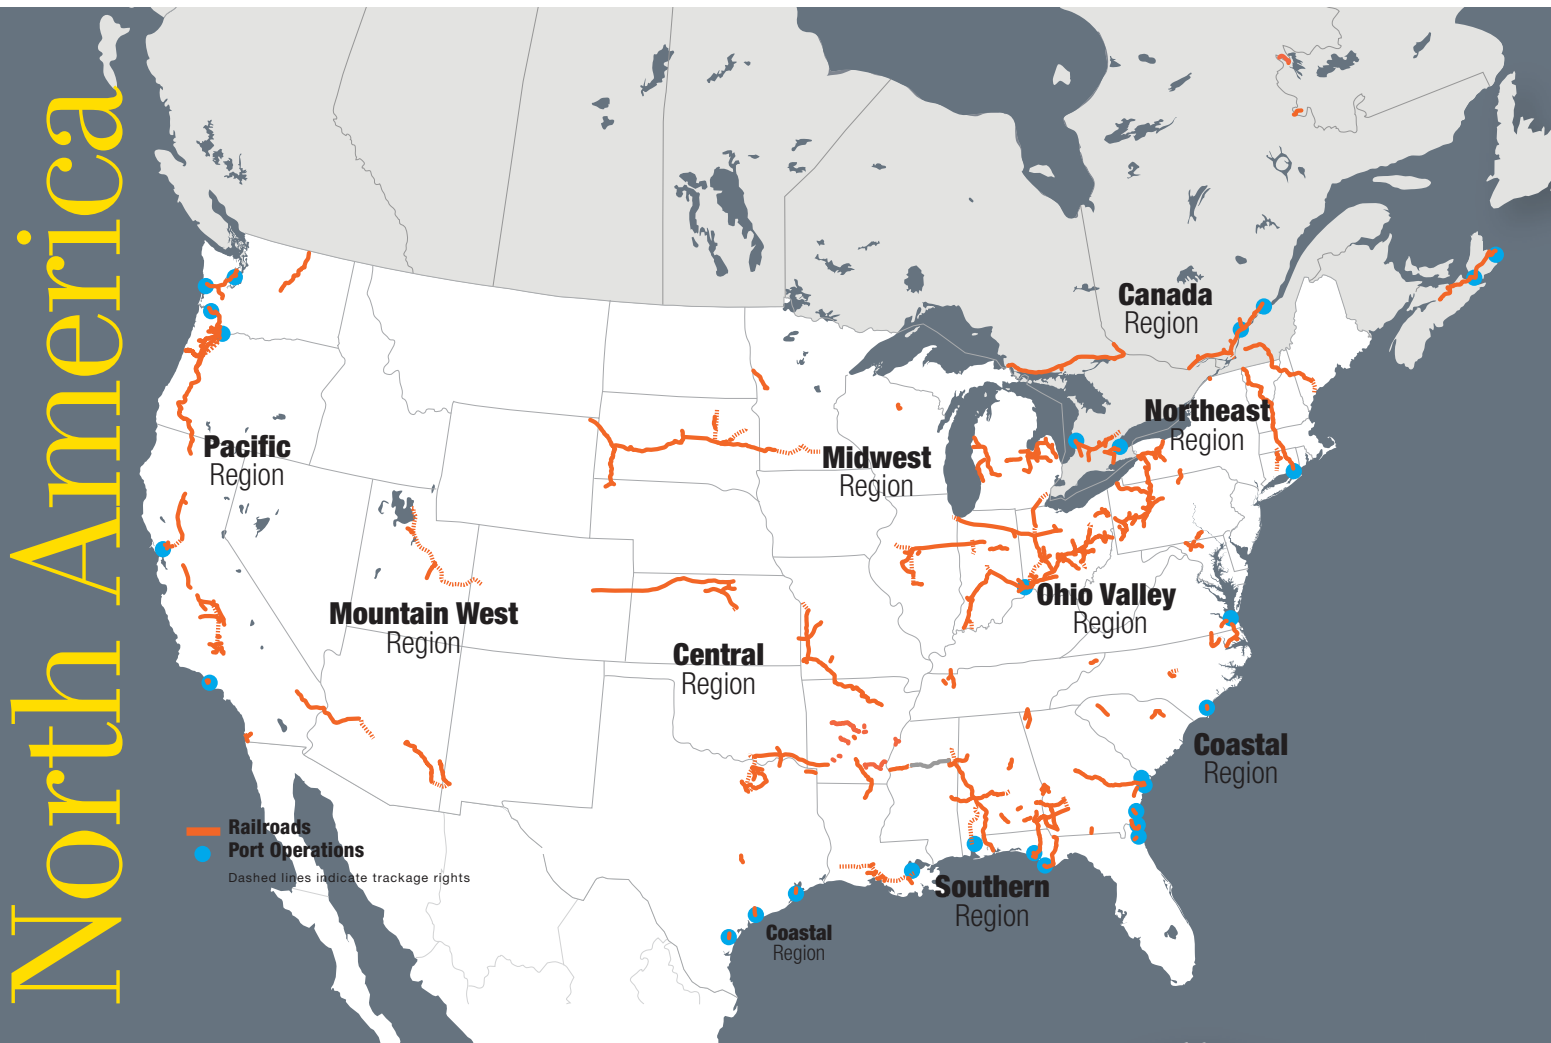 North America
Canada
Region
Northeast
Region
Pacific
Region
Midwest
Region
Mountain West
Region
Ohio Valley
Region
Central
Region
Coastal
Region
Southern
Region
Coastal
Region
Railroads
Port Operations
Dashed lines indicate trackage rights